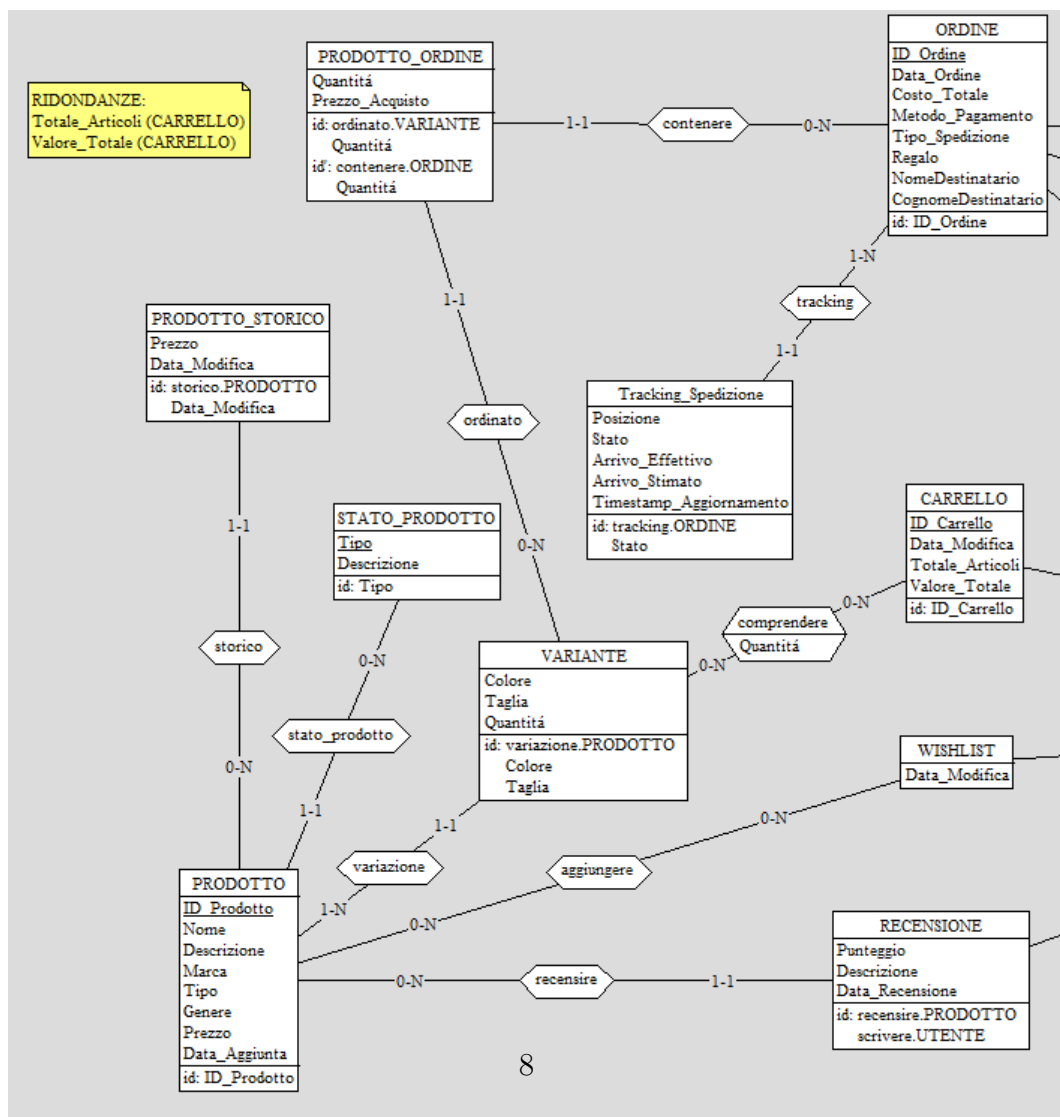 RIDONDANZE:
Totale_Articoli (CARRELLO)
Valore_Totale (CARRELLO)
PRODOTTO_ORDINE
Quantitá
Prezzo_Acquisto
id: ordinato.VARIANTE
Quantitá
id': contenere.ORDINE
Quantitá
1-1
contenere
0-N
ORDINE
ID_Ordine
Data_Ordine
Costo_Totale
Metodo_Pagamento
Tipo_Spedizione
Regalo
NomeDestinatario
CognomeDestinatario
id: ID_Ordine
1-N
tracking
1-1
Tracking_Spedizione
Posizione
Stato
Arrivo_Effettivo
Arrivo_Stimato
Timestamp_Aggiornamento
id: tracking.ORDINE
Stato
1-1
ordinato
0-N
PRODOTTO_STORICO
Prezzo
Data_Modifica
id: storico.PRODOTTO
Data_Modifica
1-1
storico
0-N
STATO_PRODOTTO
Tipo
Descrizione
id: Tipo
0-N
stato_prodotto
1-1
CARRELLO
ID_Carrello
Data_Modifica
Totale_Articoli
Valore_Totale
id: ID_Carrello
0-N
comprendere
Quantitá
0-N
VARIANTE
Colore
Taglia
Quantitá
id: variazione.PRODOTTO
Colore
Taglia
1-1
variazione
1-N
WISHLIST
Data_Modifica
0-N
aggiungere
0-N
PRODOTTO
ID_Prodotto
Nome
Descrizione
Marca
Tipo
Genere
Prezzo
Data_Aggiunta
id: ID_Prodotto
0-N
recensire
1-1
RECENSIONE
Punteggio
Descrizione
Data_Recensione
id: recensire.PRODOTTO
scrivere.UTENTE
8